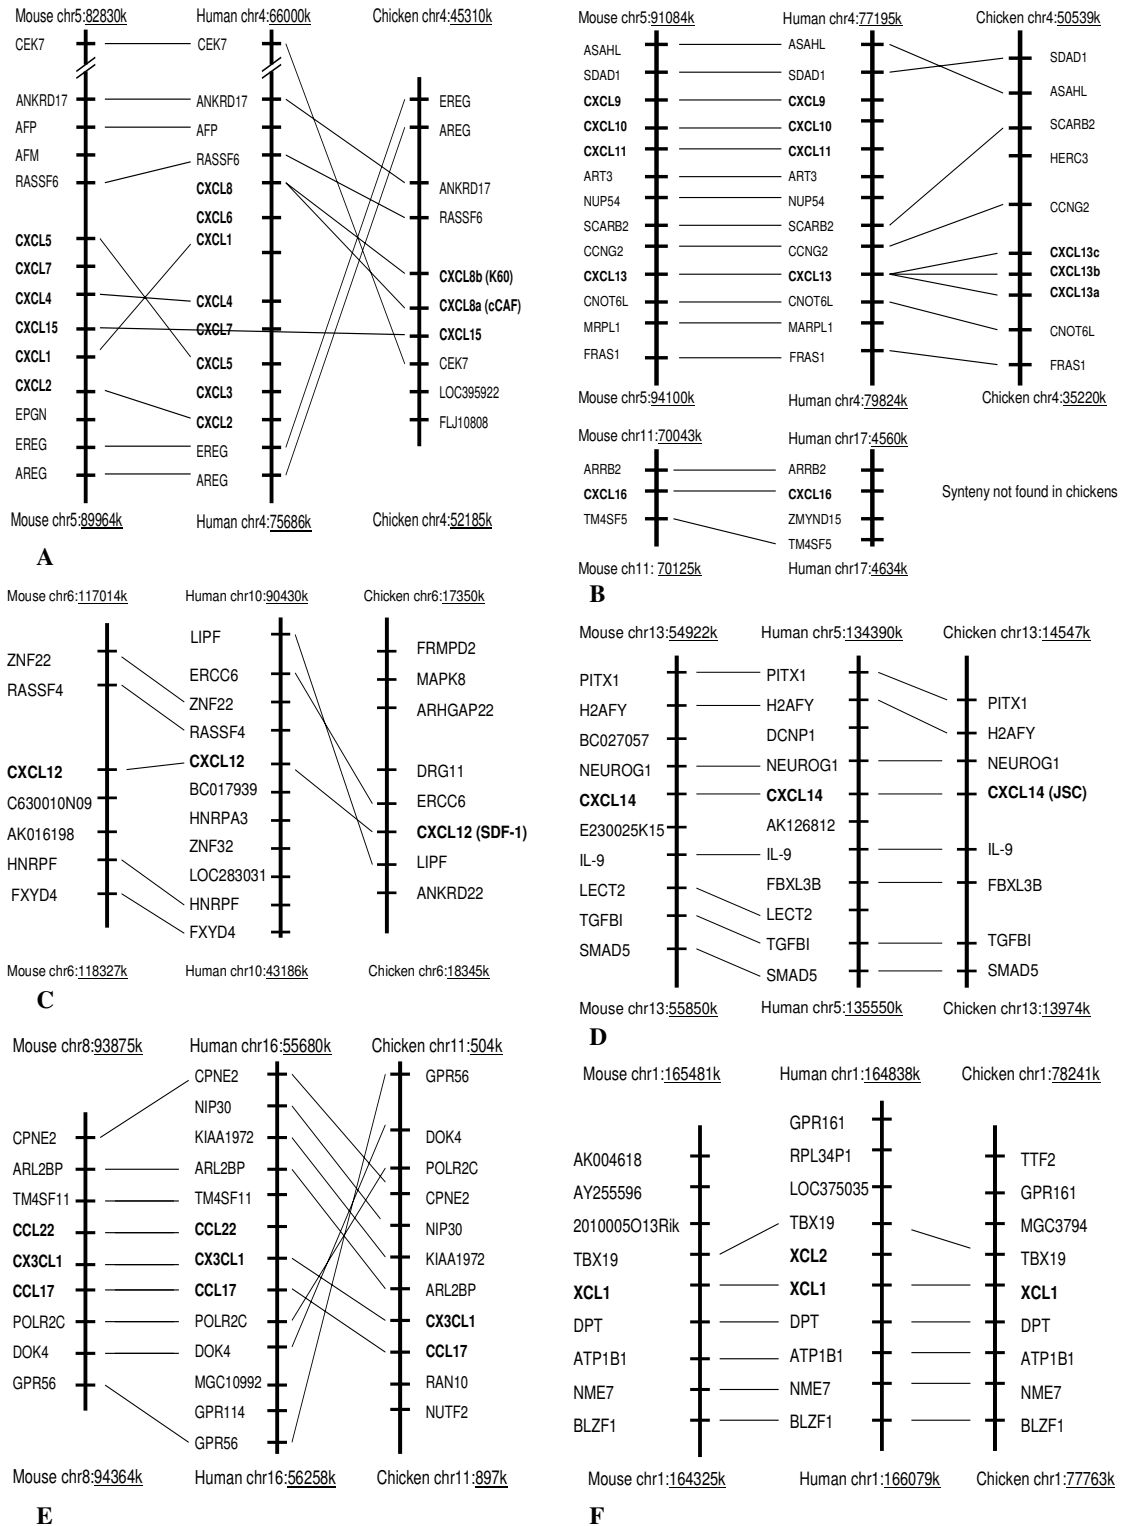 Mouse chr5:82830k
Human chr4:66000k
Chicken chr4:45310k
CEK7
ANKRD17
AFP
AFM
RASSF6
CXCL5
CXCL7
CXCL4
CXCL15
CXCL1
CXCL2
EPGN
EREG
AREG
CEK7
ANKRD17
AFP
RASSF6
CXCL8
CXCL6
CXCL1
CXCL4
CXCL7
CXCL5
CXCL3
CXCL2
EREG
AREG
EREG
AREG
ANKRD17
RASSF6
CXCL8b (K60)
CXCL8a (cCAF)
CXCL15
CEK7
LOC395922
FLJ10808
Mouse chr5:89964k
Human chr4:75686k
Chicken chr4:52185k
A
Mouse chr5:91084k
Human chr4:77195k
Chicken chr4:50539k
ASAHL
SDAD1
CXCL9
CXCL10
CXCL11
ART3
NUP54
SCARB2
CCNG2
CXCL13
CNOT6L
MRPL1
FRAS1
ASAHL
SDAD1
CXCL9
CXCL10
CXCL11
ART3
NUP54
SCARB2
CCNG2
CXCL13
CNOT6L
MARPL1
FRAS1
SDAD1
ASAHL
SCARB2
HERC3
CCNG2
CXCL13c
CXCL13b
CXCL13a
CNOT6L
FRAS1
Mouse chr5:94100k
Human chr4:79824k
Chicken chr4:35220k
Mouse chr11:70043k
Human chr17:4560k
ARRB2
CXCL16
TM4SF5
ARRB2
CXCL16
ZMYND15
TM4SF5
Synteny not found in chickens
Mouse ch11: 70125k
Human chr17:4634k
B
Mouse chr6:117014k
Human chr10:90430k
Chicken chr6:17350k
ZNF22
RASSF4
CXCL12
C630010N09
AK016198
HNRPF
FXYD4
LIPF
ERCC6
ZNF22
RASSF4
CXCL12
BC017939
HNRPA3
ZNF32
LOC283031
HNRPF
FXYD4
FRMPD2
MAPK8
ARHGAP22
DRG11
ERCC6
CXCL12 (SDF-1)
LIPF
ANKRD22
Mouse chr6:118327k
Human chr10:43186k
Chicken chr6:18345k
C
Mouse chr13:54922k
Human chr5:134390k
Chicken chr13:14547k
PITX1
H2AFY
BC027057
NEUROG1
CXCL14
E230025K15
IL-9
LECT2
TGFBI
SMAD5
PITX1
H2AFY
DCNP1
NEUROG1
CXCL14
AK126812
IL-9
FBXL3B
LECT2
TGFBI
SMAD5
PITX1
H2AFY
NEUROG1
CXCL14 (JSC)
IL-9
FBXL3B
TGFBI
SMAD5
Mouse chr13:55850k
Human chr5:135550k
Chicken chr13:13974k
D
Mouse chr8:93875k
Human chr16:55680k
Chicken chr11:504k
CPNE2
ARL2BP
TM4SF11
CCL22
CX3CL1
CCL17
POLR2C
DOK4
GPR56
CPNE2
NIP30
KIAA1972
ARL2BP
TM4SF11
CCL22
CX3CL1
CCL17
POLR2C
DOK4
MGC10992
GPR114
GPR56
GPR56
DOK4
POLR2C
CPNE2
NIP30
KIAA1972
ARL2BP
CX3CL1
CCL17
RAN10
NUTF2
Mouse chr8:94364k
Human chr16:56258k
Chicken chr11:897k
E
Mouse chr1:165481k
Human chr1:164838k
Chicken chr1:78241k
AK004618
AY255596
2010005O13Rik
TBX19
XCL1
DPT
ATP1B1
NME7
BLZF1
GPR161
RPL34P1
LOC375035
TBX19
XCL2
XCL1
DPT
ATP1B1
NME7
BLZF1
TTF2
GPR161
MGC3794
TBX19
XCL1
DPT
ATP1B1
NME7
BLZF1
Mouse chr1:164325k
Human chr1:166079k
Chicken chr1:77763k
F